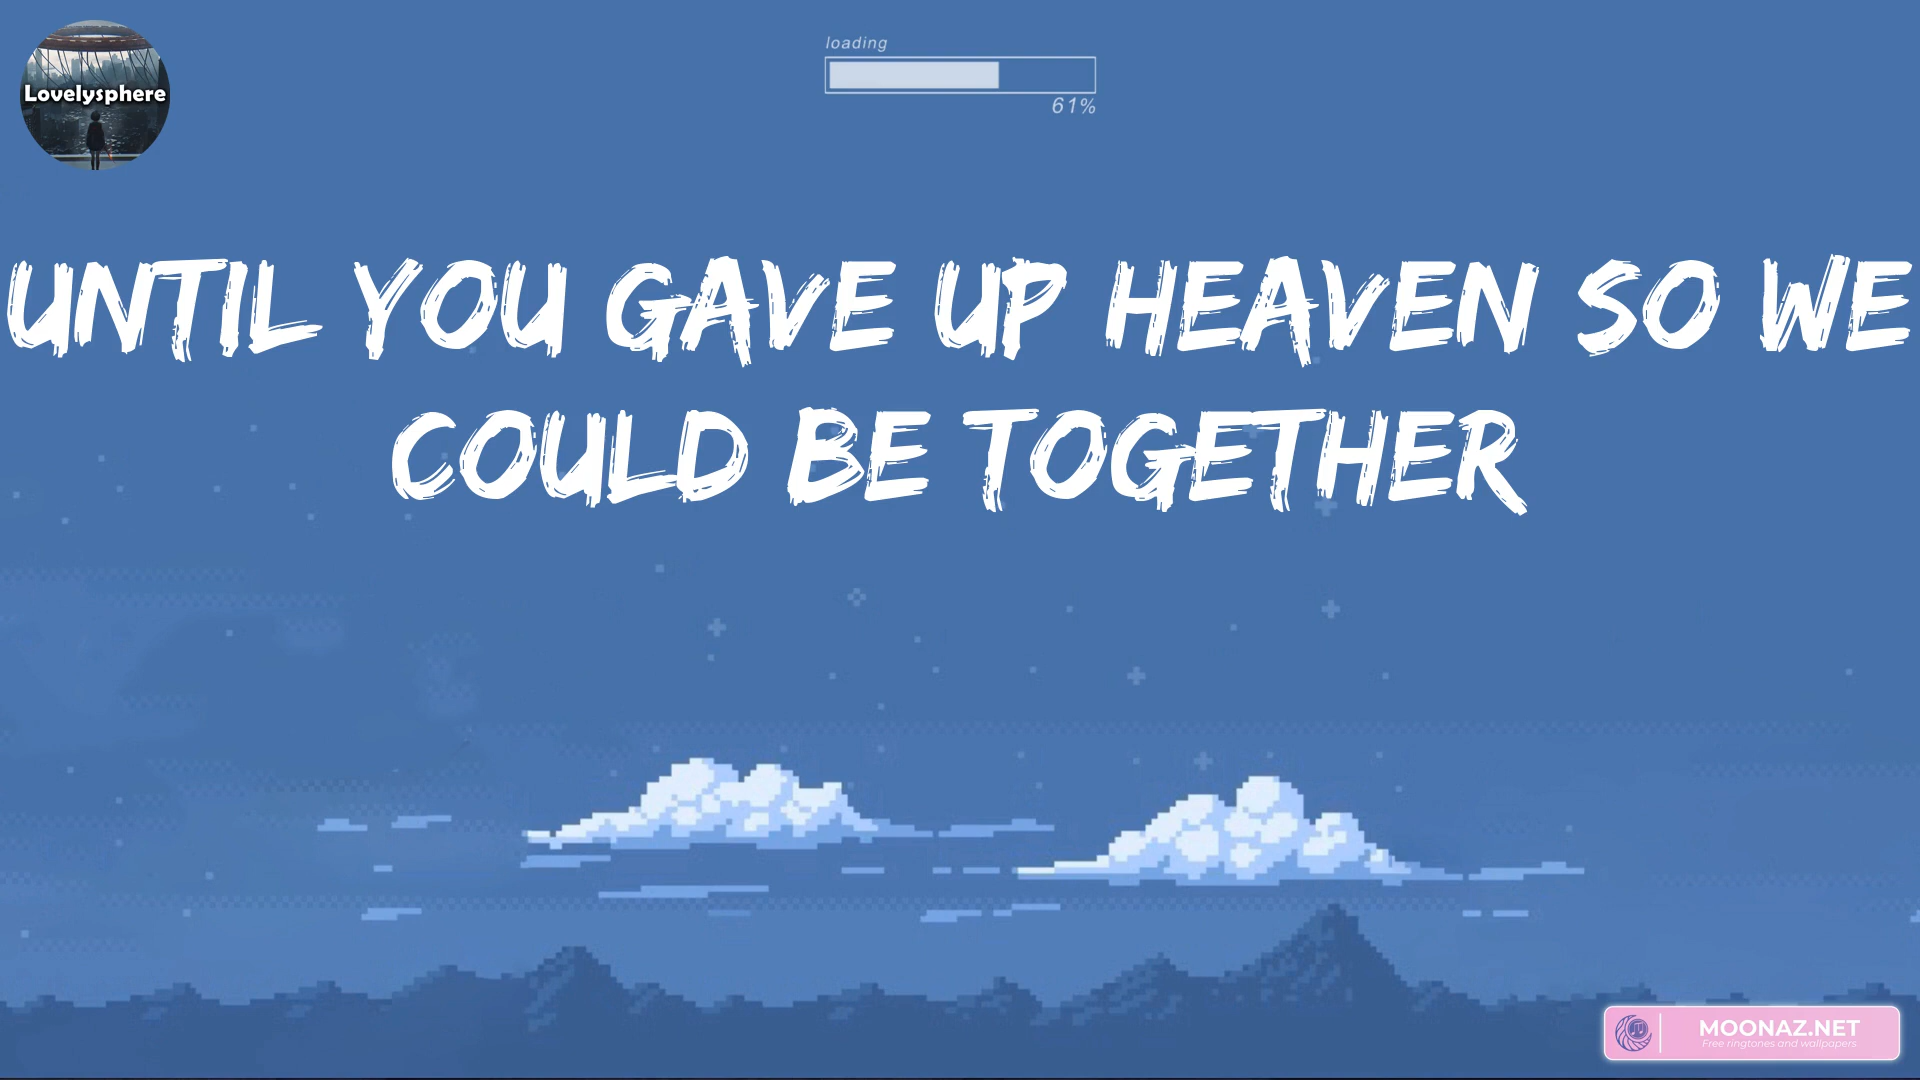 Lovelysphere
loading
61%
UNTIL YOU GAVE UP HEAVEN SO WE
COULD BE TOGETHER
MOONAZ.NET
Free ringtones and wallpapers